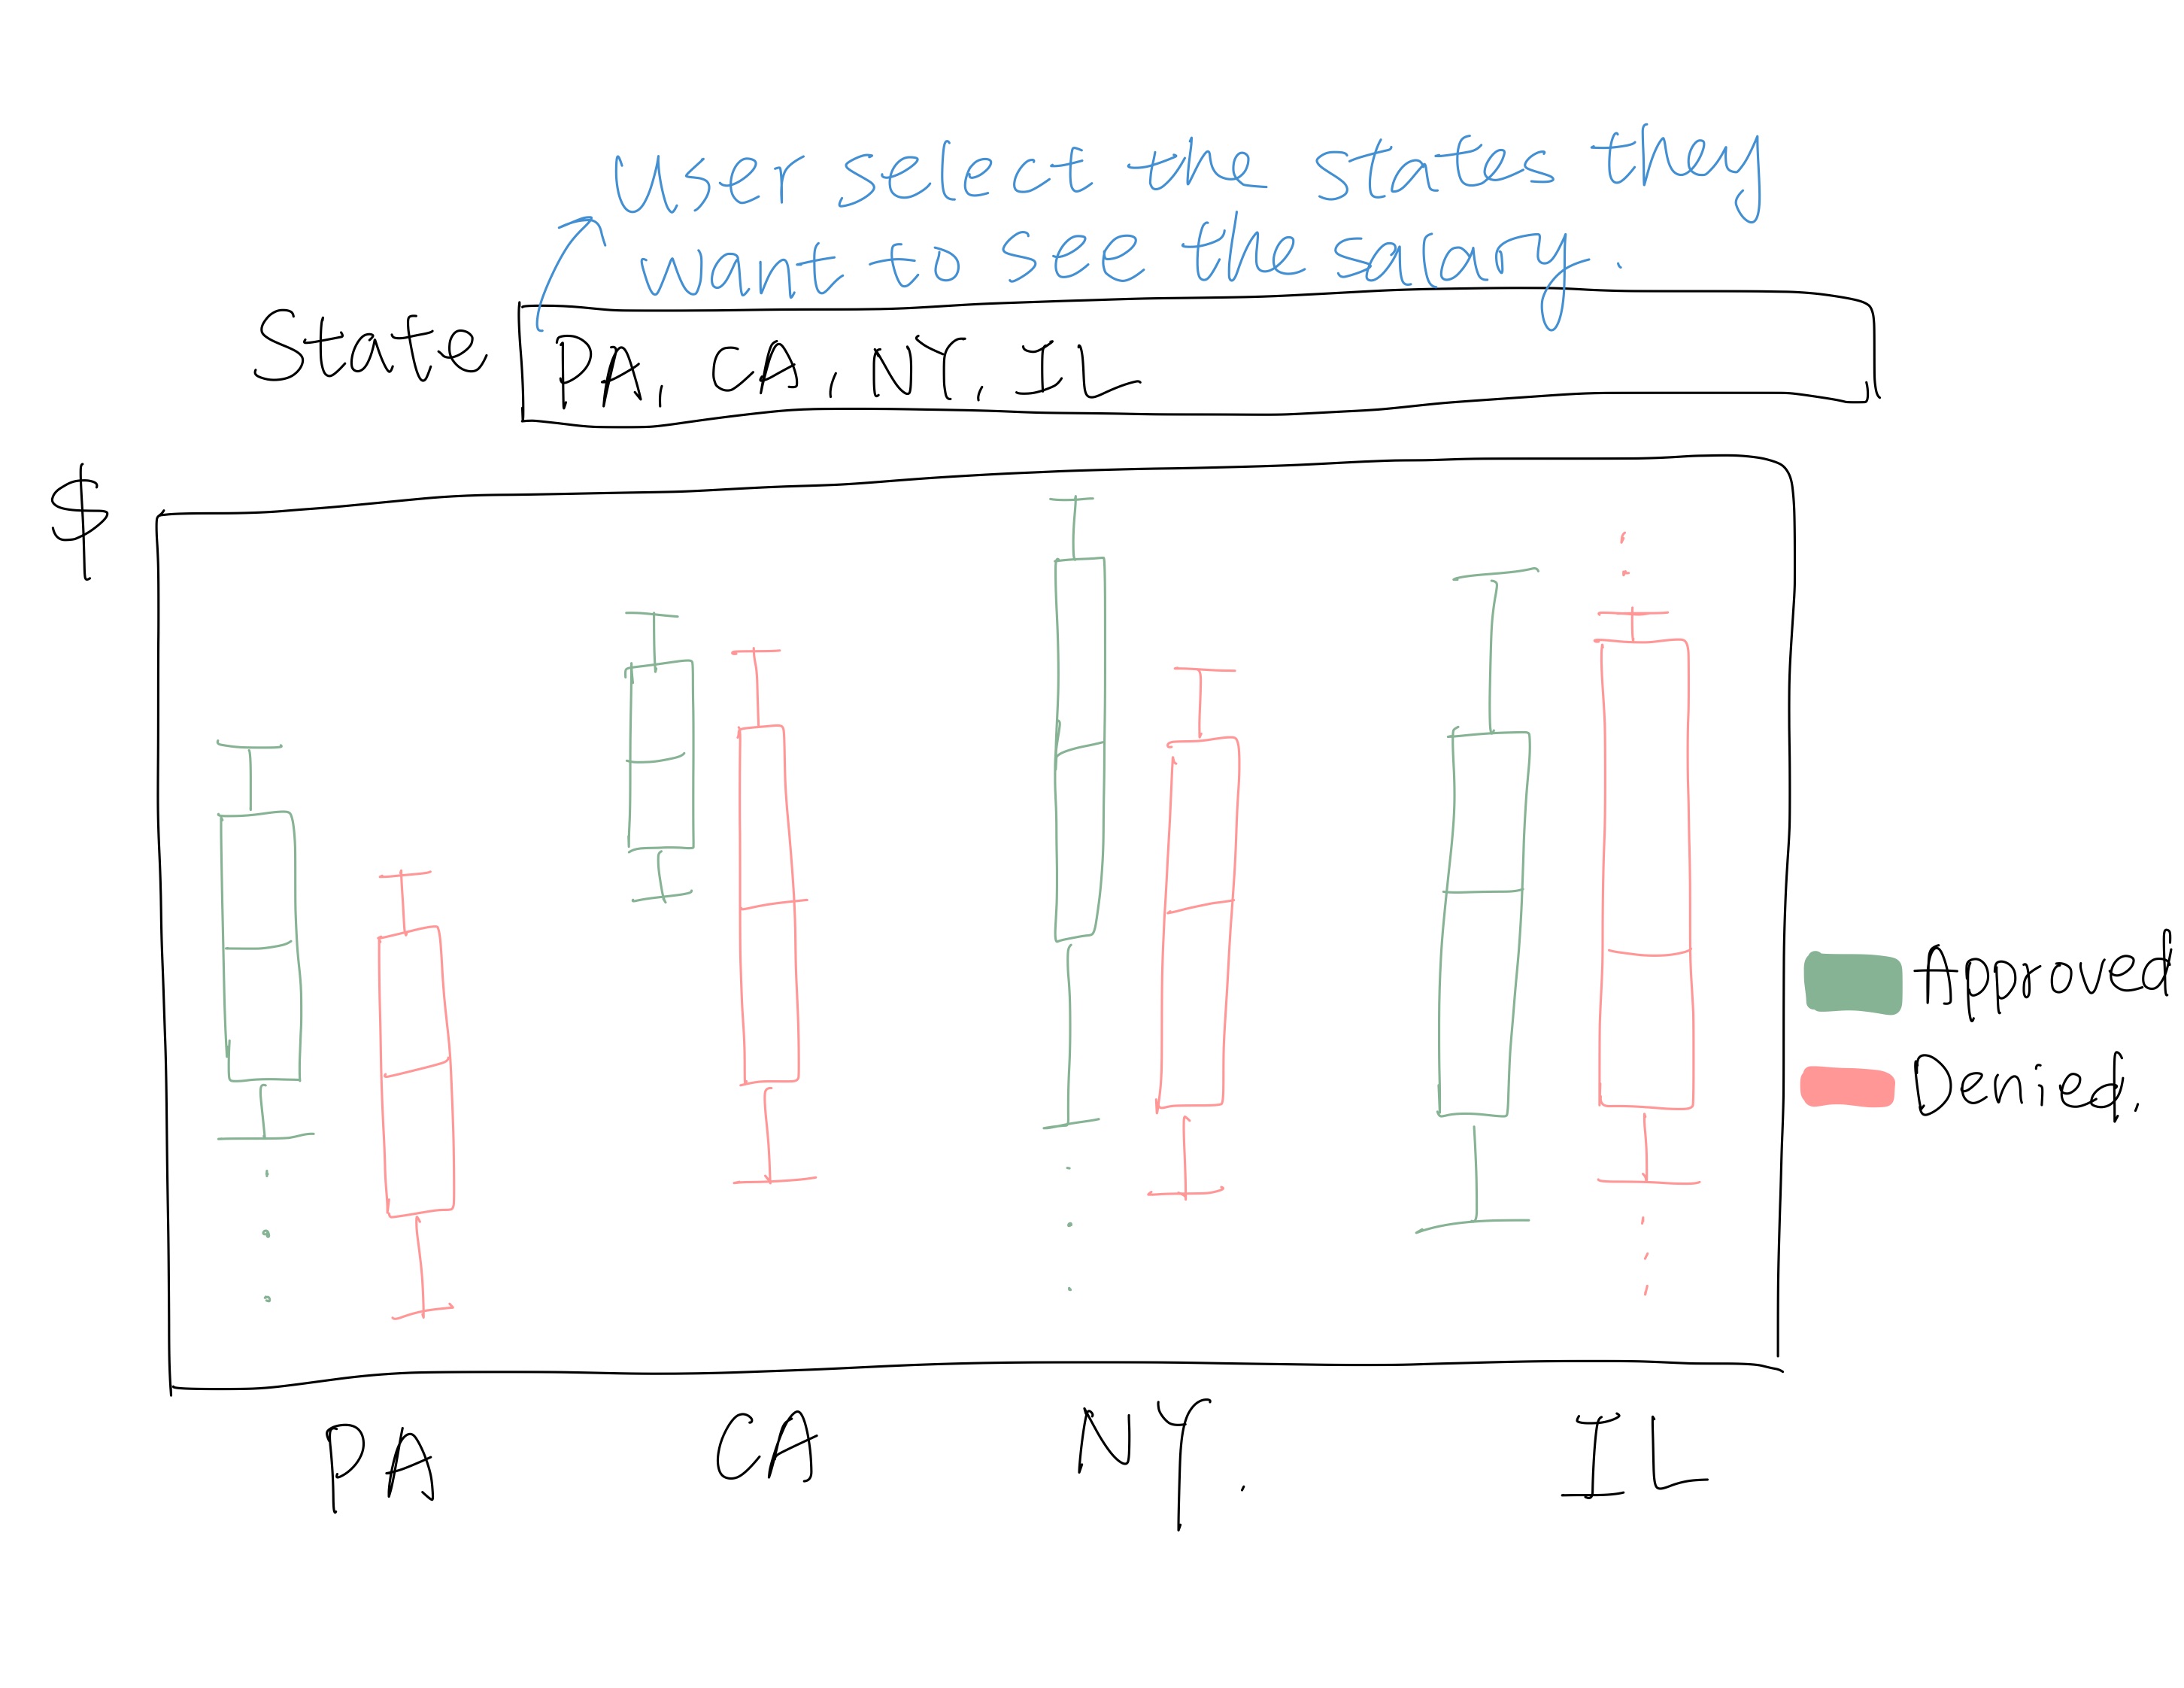 User select the states they
want to see the salary.
State PA, CA, NY, IL
$
Approved
Denied.
PA CA NY. IL